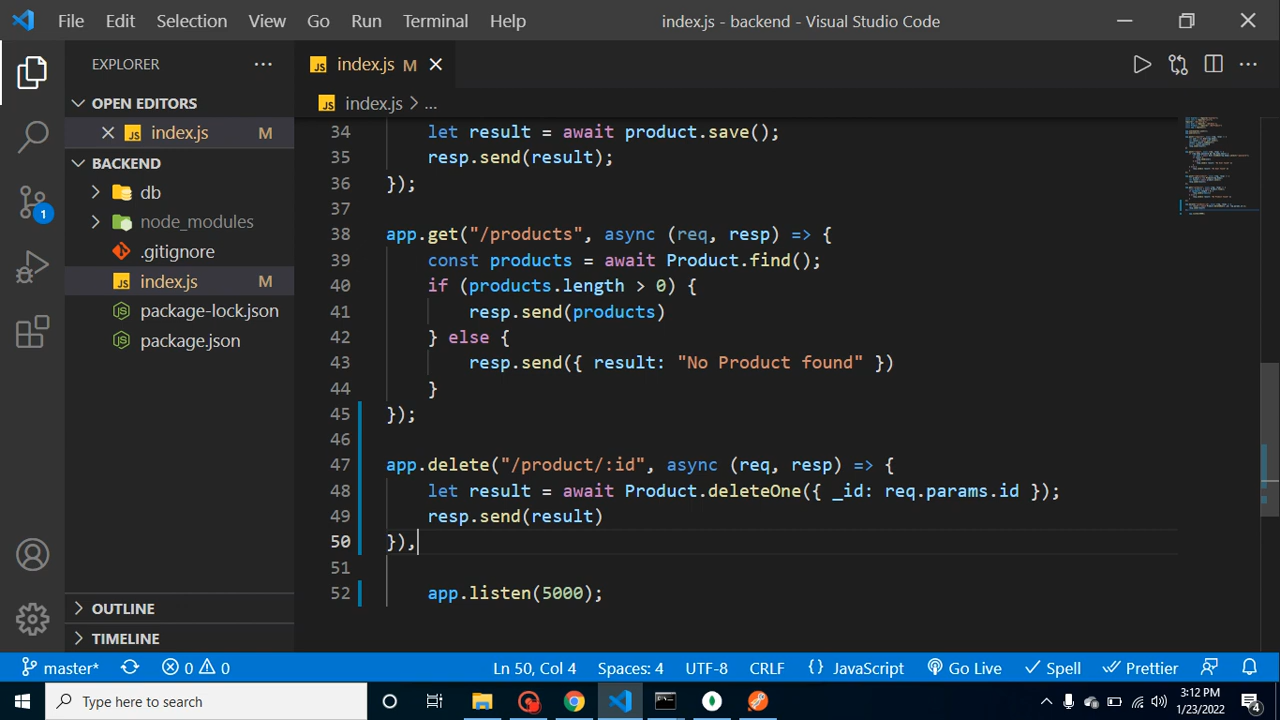 File Edit Selection View Go Run Terminal Help index.js - backend - Visual Studio Code
EXPLORER
OPEN EDITORS
JS index.js M
BACKEND
db
node_modules
.gitignore
JS index.js M
package-lock.json
package.json
OUTLINE
TIMELINE
1
JS index.js M
JS index.js > ...
34 let result = await product.save();
35 resp.send(result);
36 });
37
38 app.get("/products", async (req, resp) => {
39 const products = await Product.find();
40 if (products.length > 0) {
41 resp.send(products)
42 } else {
43 resp.send({ result: "No Product found" })
44 }
45 });
46
47 app.delete("/product/:id", async (req, resp) => {
48 let result = await Product.deleteOne({ _id: req.params.id });
49 resp.send(result)
50 }),
51
52 app.listen(5000);
master* 0 0 Ln 50, Col 4 Spaces: 4 UTF-8 CRLF {} JavaScript Go Live Spell Prettier
Type here to search
3:12 PM
1/23/2022
4